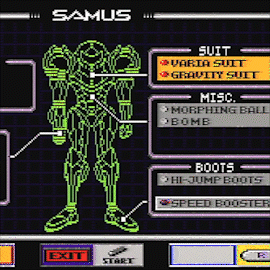 SAMUS
SUIT
VARIA SUIT
GRAVITY SUIT
MISC.
MORPHING BALL
BOMB
BOOTS
HI-JUMP BOOTS
SPEED BOOSTER
EXIT
START
R